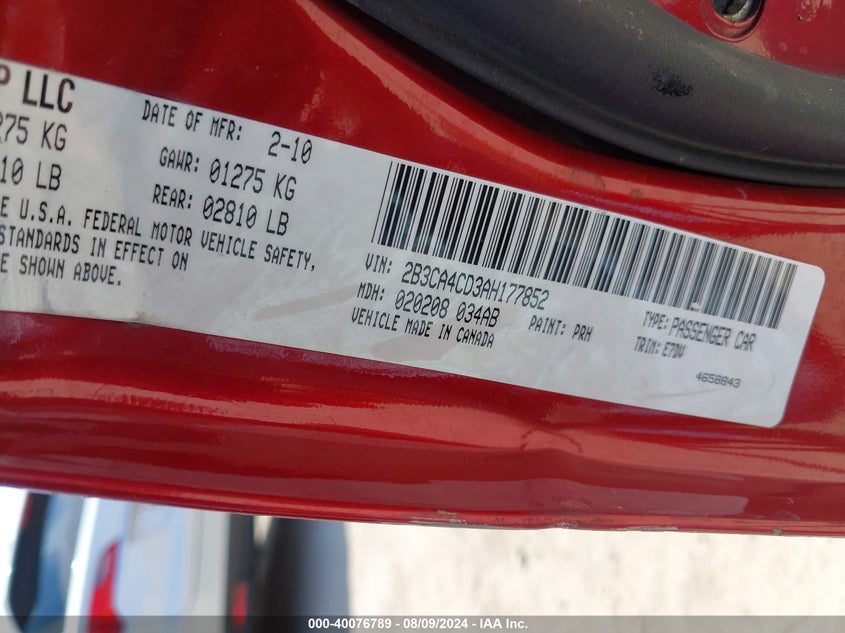 P LLC
275 KG
10 LB
E U.S.A. FEDERAL MOTOR VEHICLE SAFETY,
STANDARDS IN EFFECT ON
E SHOWN ABOVE.
DATE OF MFR: 2-10
GAWR: 01275 KG
REAR: 02810 LB
VIN: 2B3CA4CD3AH177852
MDH: 020208 034AB
VEHICLE MADE IN CANADA
PAINT: PRH
TYPE: PASSENGER CAR
TRIM: E7DV
4658843
000-40076789 - 08/09/2024 - IAA Inc.